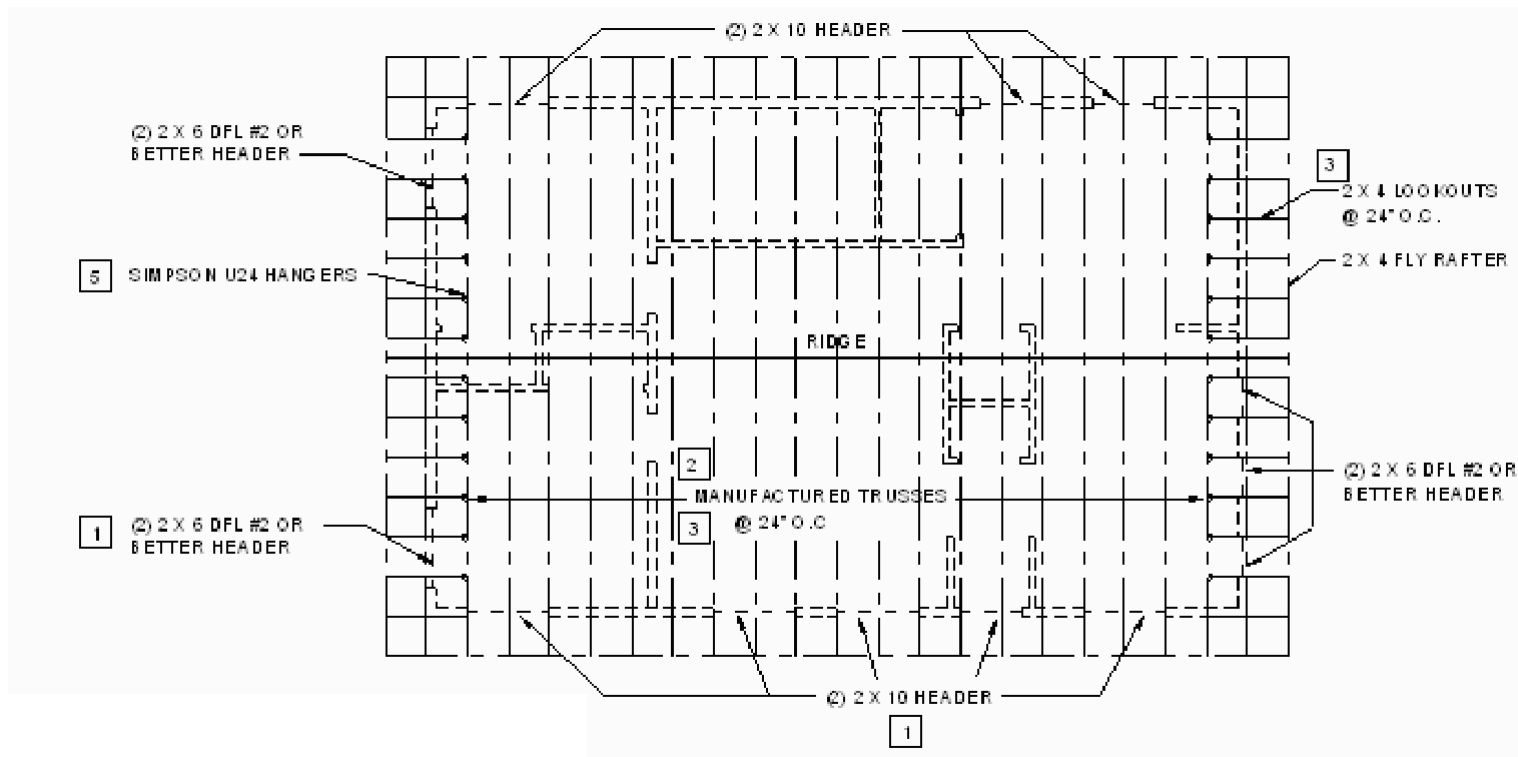 (2) 2 X 10 HEADER
(2) 2 X 6 DFL #2 OR
BETTER HEADER
3
2 X 4 LOOKOUTS
@ 24" O.C.
5 SIMPSON U24 HANGERS
2 X 4 FLY RAFTER
RIDGE
2
MANUFACTURED TRUSSES
3 @ 24" O.C
(2) 2 X 6 DFL #2 OR
BETTER HEADER
1 (2) 2 X 6 DFL #2 OR
BETTER HEADER
(2) 2 X 10 HEADER
1